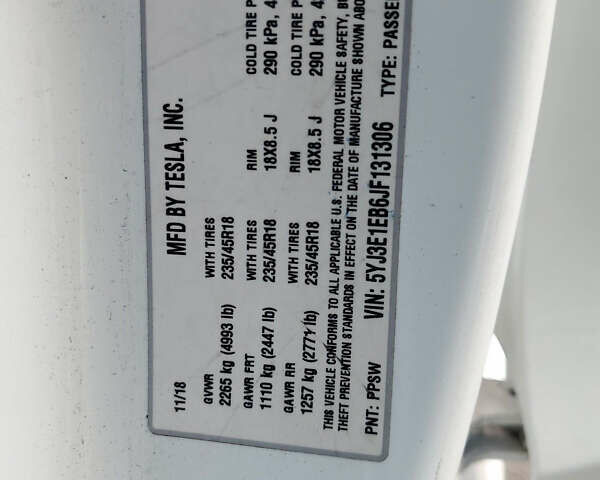 MFD BY TESLA, INC.
11/18
GVWR WITH TIRES RIM COLD TIRE P
2265 kg (4993 lb) 235/45R18 18X8.5 J 290 kPa, 4
GAWR FRT WITH TIRES RIM COLD TIRE P
1110 kg (2447 lb) 235/45R18 18X8.5 J 290 kPa, 4
GAWR RR WITH TIRES
1257 kg (2771 lb) 235/45R18
THIS VEHICLE CONFORMS TO ALL APPLICABLE U.S. FEDERAL MOTOR VEHICLE SAFETY,
THEFT PREVENTION STANDARDS IN EFFECT ON THE DATE OF MANUFACTURE SHOWN ABO
PNT: PPSW VIN: 5YJ3E1EB6JF131306 TYPE: PASSE